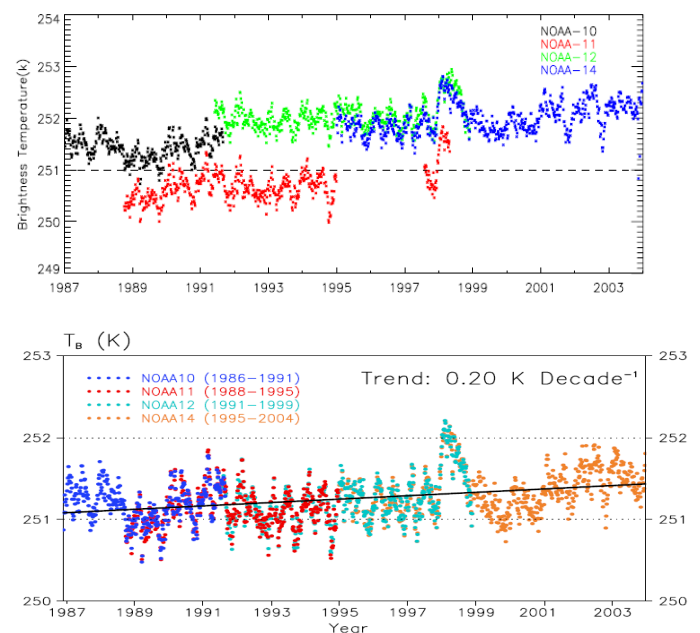 254
253
252
251
250
249
Brightness Temperature(k)
NOAA-10
NOAA-11
NOAA-12
NOAA-14
1987 1989 1991 1993 1995 1997 1999 2001 2003
T_B (K)
253 253
NOAA10 (1986-1991)
NOAA11 (1988-1995)
NOAA12 (1991-1999)
NOAA14 (1995-2004)
Trend: 0.20 K Decade⁻¹
252 252
251 251
250 250
1987 1989 1991 1993 1995 1997 1999 2001 2003
Year